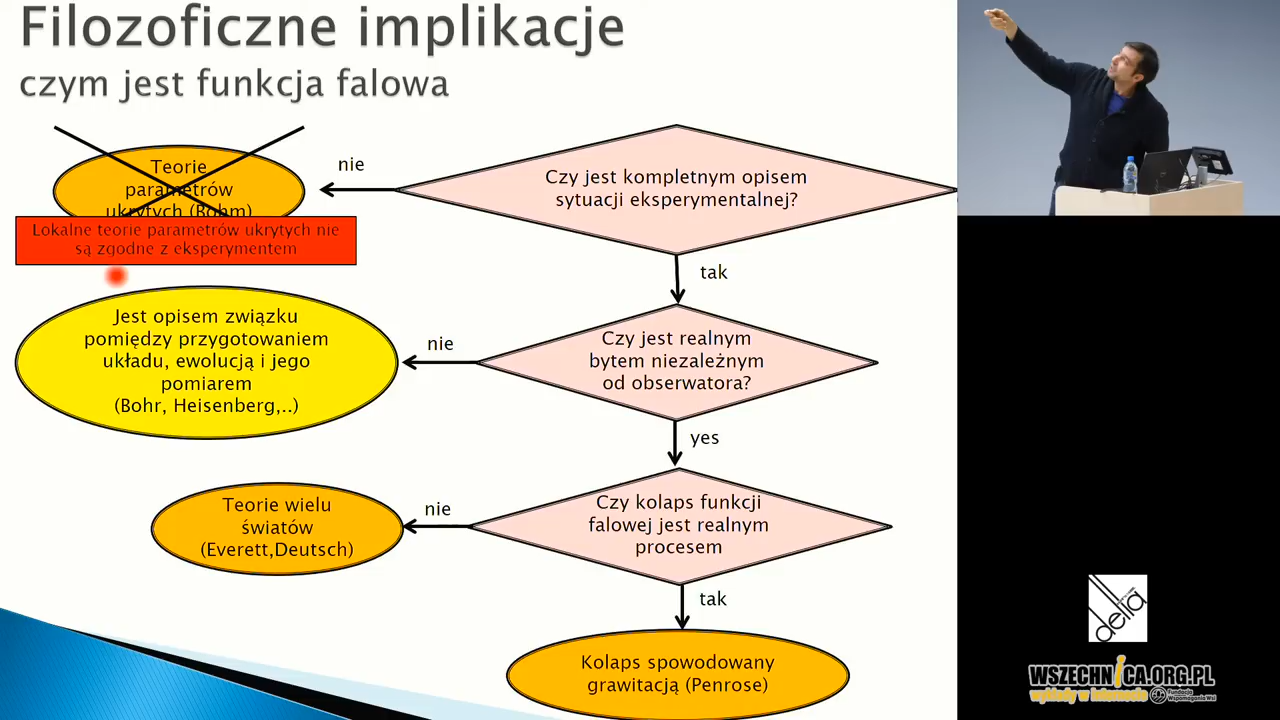 Filozoficzne implikacje
czym jest funkcja falowa
Teorie
parametrów
ukrytych (Bohm)
nie
Czy jest kompletnym opisem
sytuacji eksperymentalnej?
Lokalne teorie parametrów ukrytych nie
są zgodne z eksperymentem
tak
Jest opisem związku
pomiędzy przygotowaniem
układu, ewolucją i jego
pomiarem
(Bohr, Heisenberg,..)
nie
Czy jest realnym
bytem niezależnym
od obserwatora?
yes
Teorie wielu
światów
(Everett,Deutsch)
nie
Czy kolaps funkcji
falowej jest realnym
procesem
tak
Kolaps spowodowany
grawitacją (Penrose)
delta
WSZECHNICA.ORG.PL
wykłady w internecie
Fundacja
Wspomagania Wsi